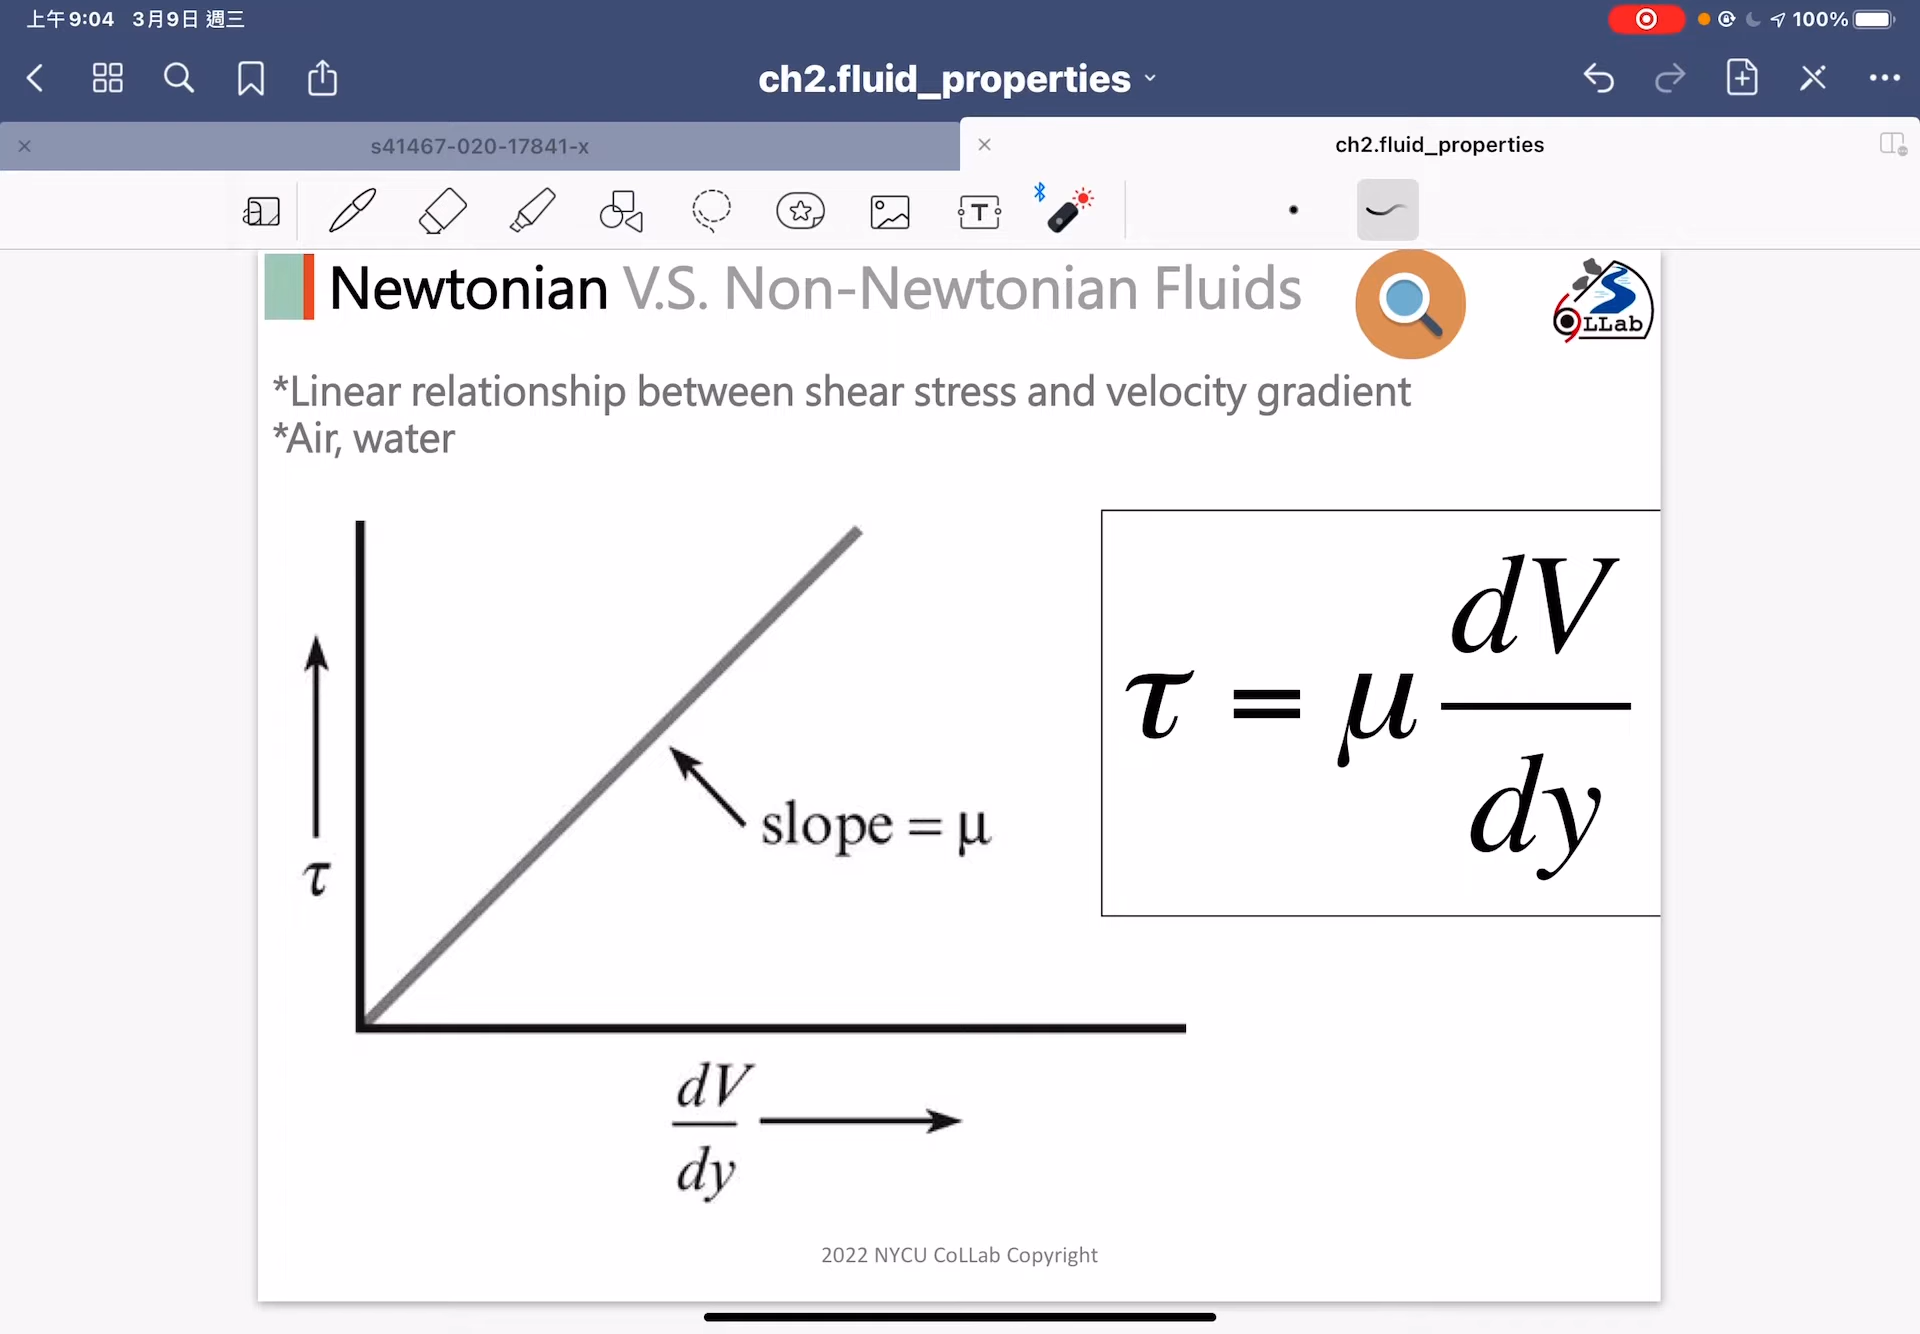 上午9:04 3月9日 週三
100%
ch2.fluid_properties
s41467-020-17841-x
ch2.fluid_properties
a
T
Newtonian V.S. Non-Newtonian Fluids
CoLLab
*Linear relationship between shear stress and velocity gradient
*Air, water
τ = μ dV/dy
slope = μ
τ
dV/dy
2022 NYCU CoLLab Copyright